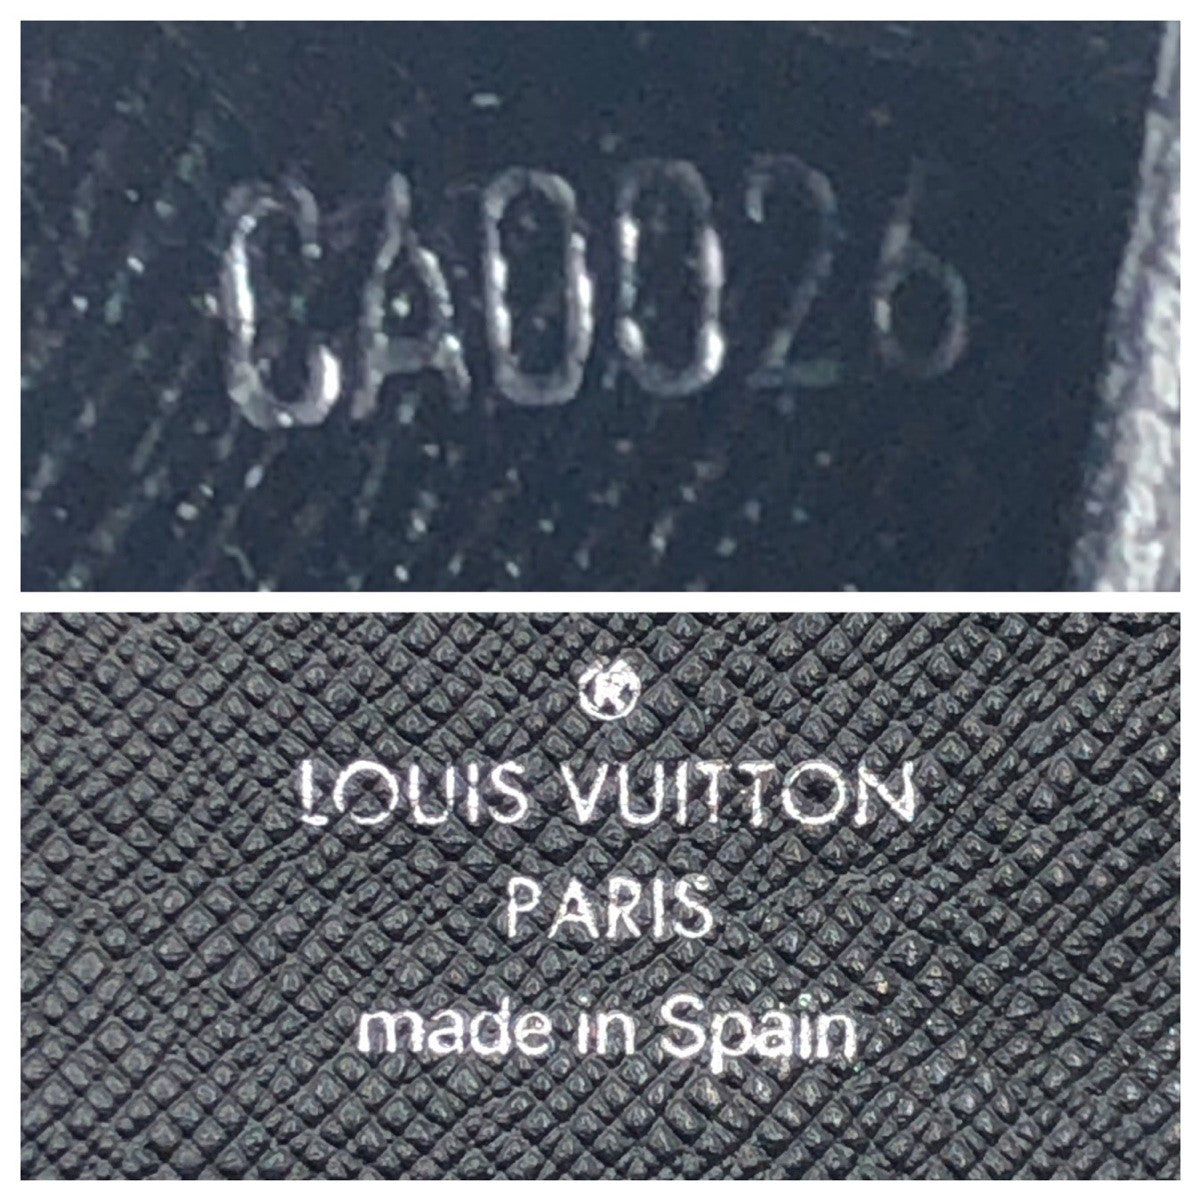 CA0026
®
LOUIS VUITTON
PARIS
made in Spain